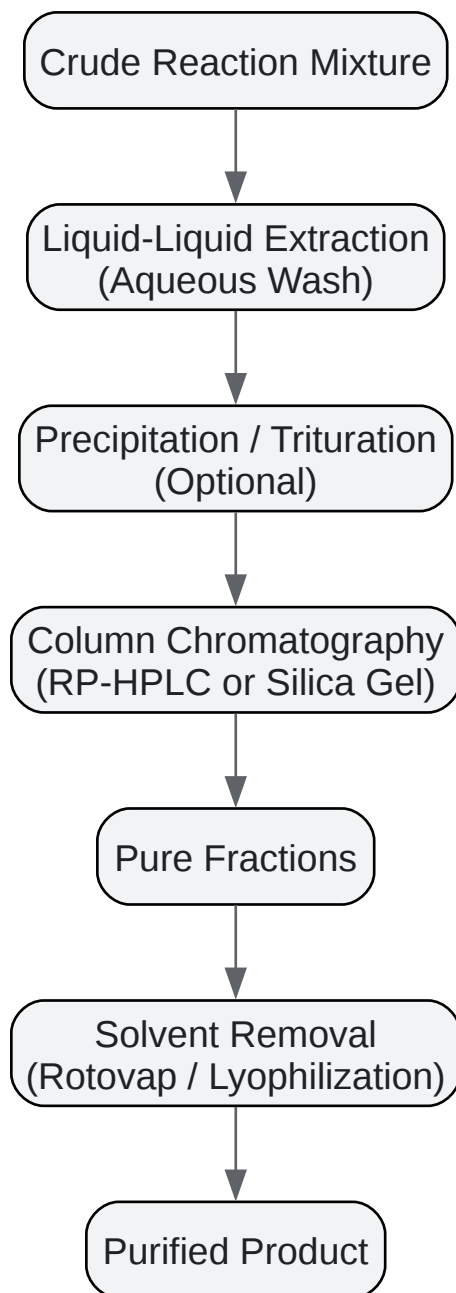 Crude Reaction Mixture
Liquid-Liquid Extraction
(Aqueous Wash)
Precipitation / Trituration
(Optional)
Column Chromatography
(RP-HPLC or Silica Gel)
Pure Fractions
Solvent Removal
(Rotovap / Lyophilization)
Purified Product